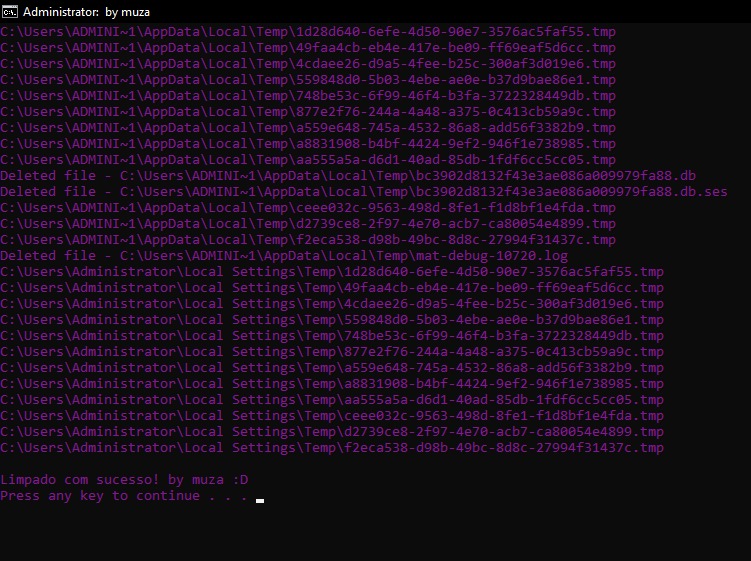 Administrator: by muza
C:\Users\ADMINI~1\AppData\Local\Temp\1d28d640-6efe-4d50-90e7-3576ac5faf55.tmp
C:\Users\ADMINI~1\AppData\Local\Temp\49faa4cb-eb4e-417e-be09-ff69eaf5d6cc.tmp
C:\Users\ADMINI~1\AppData\Local\Temp\4cdaee26-d9a5-4fee-b25c-300af3d019e6.tmp
C:\Users\ADMINI~1\AppData\Local\Temp\559848d0-5b03-4ebe-ae0e-b37d9bae86e1.tmp
C:\Users\ADMINI~1\AppData\Local\Temp\748be53c-6f99-46f4-b3fa-3722328449db.tmp
C:\Users\ADMINI~1\AppData\Local\Temp\877e2f76-244a-4a48-a375-0c413cb59a9c.tmp
C:\Users\ADMINI~1\AppData\Local\Temp\a559e648-745a-4532-86a8-add56f3382b9.tmp
C:\Users\ADMINI~1\AppData\Local\Temp\a8831908-b4bf-4424-9ef2-946f1e738985.tmp
C:\Users\ADMINI~1\AppData\Local\Temp\aa555a5a-d6d1-40ad-85db-1fdf6cc5cc05.tmp
Deleted file - C:\Users\ADMINI~1\AppData\Local\Temp\bc3902d8132f43e3ae086a009979fa88.db
Deleted file - C:\Users\ADMINI~1\AppData\Local\Temp\bc3902d8132f43e3ae086a009979fa88.db.ses
C:\Users\ADMINI~1\AppData\Local\Temp\ceee032c-9563-498d-8fe1-f1d8bf1e4fda.tmp
C:\Users\ADMINI~1\AppData\Local\Temp\d2739ce8-2f97-4e70-acb7-ca80054e4899.tmp
C:\Users\ADMINI~1\AppData\Local\Temp\f2eca538-d98b-49bc-8d8c-27994f31437c.tmp
Deleted file - C:\Users\ADMINI~1\AppData\Local\Temp\mat-debug-10720.log
C:\Users\Administrator\Local Settings\Temp\1d28d640-6efe-4d50-90e7-3576ac5faf55.tmp
C:\Users\Administrator\Local Settings\Temp\49faa4cb-eb4e-417e-be09-ff69eaf5d6cc.tmp
C:\Users\Administrator\Local Settings\Temp\4cdaee26-d9a5-4fee-b25c-300af3d019e6.tmp
C:\Users\Administrator\Local Settings\Temp\559848d0-5b03-4ebe-ae0e-b37d9bae86e1.tmp
C:\Users\Administrator\Local Settings\Temp\748be53c-6f99-46f4-b3fa-3722328449db.tmp
C:\Users\Administrator\Local Settings\Temp\877e2f76-244a-4a48-a375-0c413cb59a9c.tmp
C:\Users\Administrator\Local Settings\Temp\a559e648-745a-4532-86a8-add56f3382b9.tmp
C:\Users\Administrator\Local Settings\Temp\a8831908-b4bf-4424-9ef2-946f1e738985.tmp
C:\Users\Administrator\Local Settings\Temp\aa555a5a-d6d1-40ad-85db-1fdf6cc5cc05.tmp
C:\Users\Administrator\Local Settings\Temp\ceee032c-9563-498d-8fe1-f1d8bf1e4fda.tmp
C:\Users\Administrator\Local Settings\Temp\d2739ce8-2f97-4e70-acb7-ca80054e4899.tmp
C:\Users\Administrator\Local Settings\Temp\f2eca538-d98b-49bc-8d8c-27994f31437c.tmp
Limpado com sucesso! by muza :D
Press any key to continue . . .